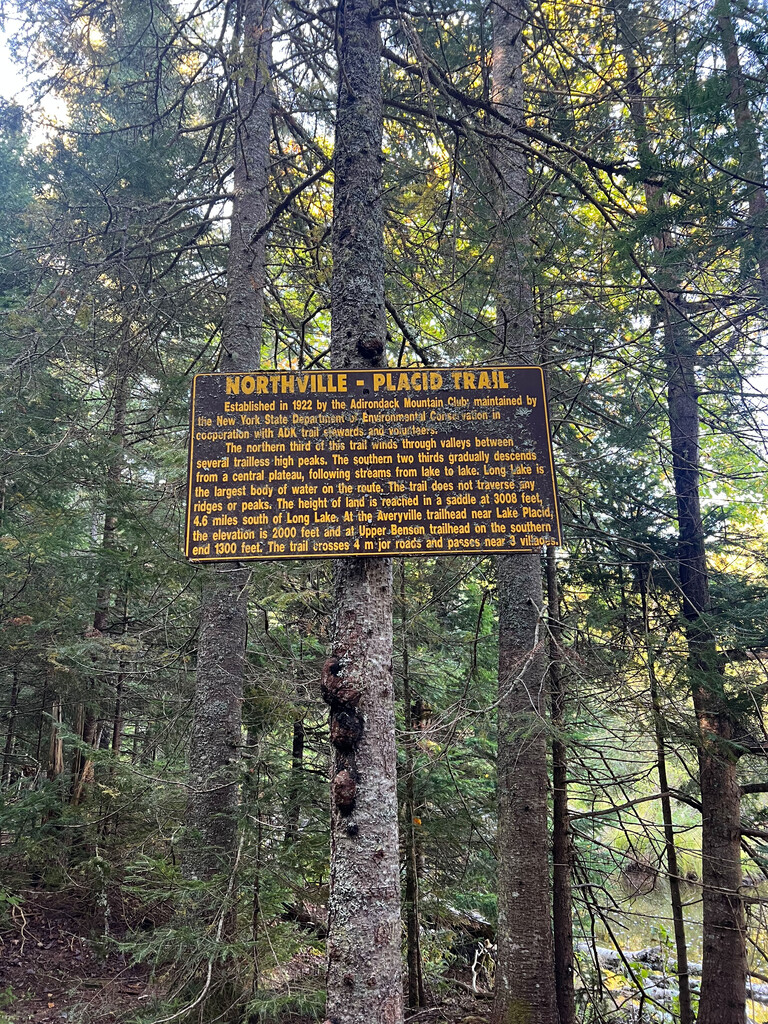 NORTHVILLE - PLACID TRAIL
Established in 1922 by the Adirondack Mountain Club; maintained by
the New York State Department of Environmental Conservation in
cooperation with ADK trail stewards and volunteers.
The northern third of this trail winds through valleys between
several trailless high peaks. The southern two thirds gradually descends
from a central plateau, following streams from lake to lake. Long Lake is
the largest body of water on the route. The trail does not traverse any
ridges or peaks. The height of land is reached in a saddle at 3008 feet,
4.6 miles south of Long Lake. At the Averyville trailhead near Lake Placid,
the elevation is 2000 feet and at Upper Benson trailhead on the southern
end 1300 feet. The trail crosses 4 m jor roads and passes near 3 villages.